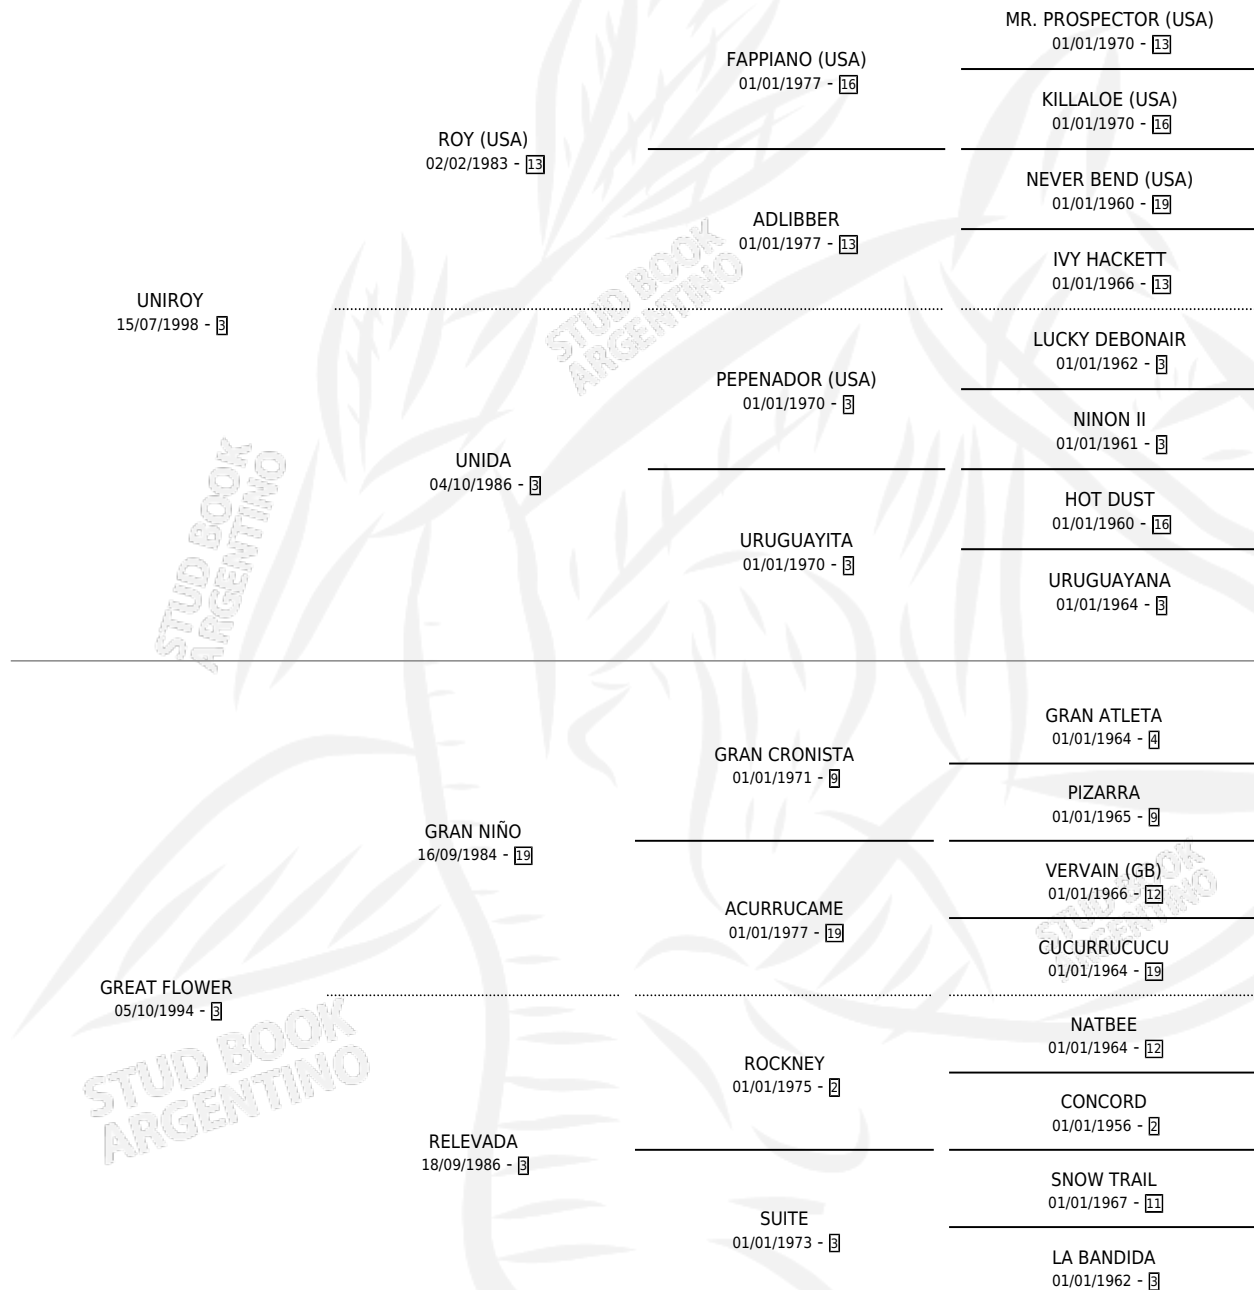 MR. PROSPECTOR (USA)
01/01/1970 - 13
FAPPIANO (USA)
01/01/1977 - 16
KILLALOE (USA)
01/01/1970 - 16
ROY (USA)
02/02/1983 - 13
NEVER BEND (USA)
01/01/1960 - 19
ADLIBBER
01/01/1977 - 13
IVY HACKETT
01/01/1966 - 13
UNIROY
15/07/1998 - 3
LUCKY DEBONAIR
01/01/1962 - 3
PEPENADOR (USA)
01/01/1970 - 3
NINON II
01/01/1961 - 3
UNIDA
04/10/1986 - 3
HOT DUST
01/01/1960 - 16
URUGUAYITA
01/01/1970 - 3
URUGUAYANA
01/01/1964 - 3
GRAN ATLETA
01/01/1964 - 4
GRAN CRONISTA
01/01/1971 - 9
PIZARRA
01/01/1965 - 9
GRAN NIÑO
16/09/1984 - 19
VERVAIN (GB)
01/01/1966 - 12
ACURRUCAME
01/01/1977 - 19
CUCURRUCUCU
01/01/1964 - 19
GREAT FLOWER
05/10/1994 - 3
NATBEE
01/01/1964 - 12
ROCKNEY
01/01/1975 - 2
CONCORD
01/01/1956 - 2
RELEVADA
18/09/1986 - 3
SNOW TRAIL
01/01/1967 - 11
SUITE
01/01/1973 - 3
LA BANDIDA
01/01/1962 - 3
STUD BOOK
ARGENTINO
STUD BOOK
ARGENTINO
STUD BOOK
ARGENTINO
STUD BOOK
ARGENTINO